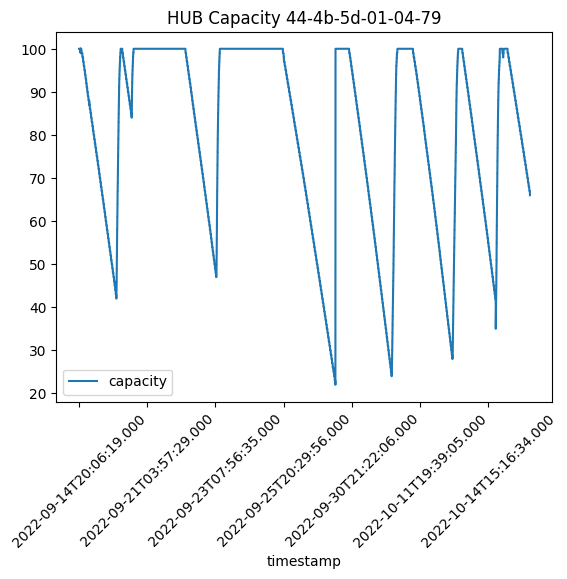 HUB Capacity 44-4b-5d-01-04-79
100
90
80
70
60
50
40
30
20
capacity
2022-09-14T20:06:19.000
2022-09-21T03:57:29.000
2022-09-23T07:56:35.000
2022-09-25T20:29:56.000
2022-09-30T21:22:06.000
2022-10-11T19:39:05.000
2022-10-14T15:16:34.000
timestamp